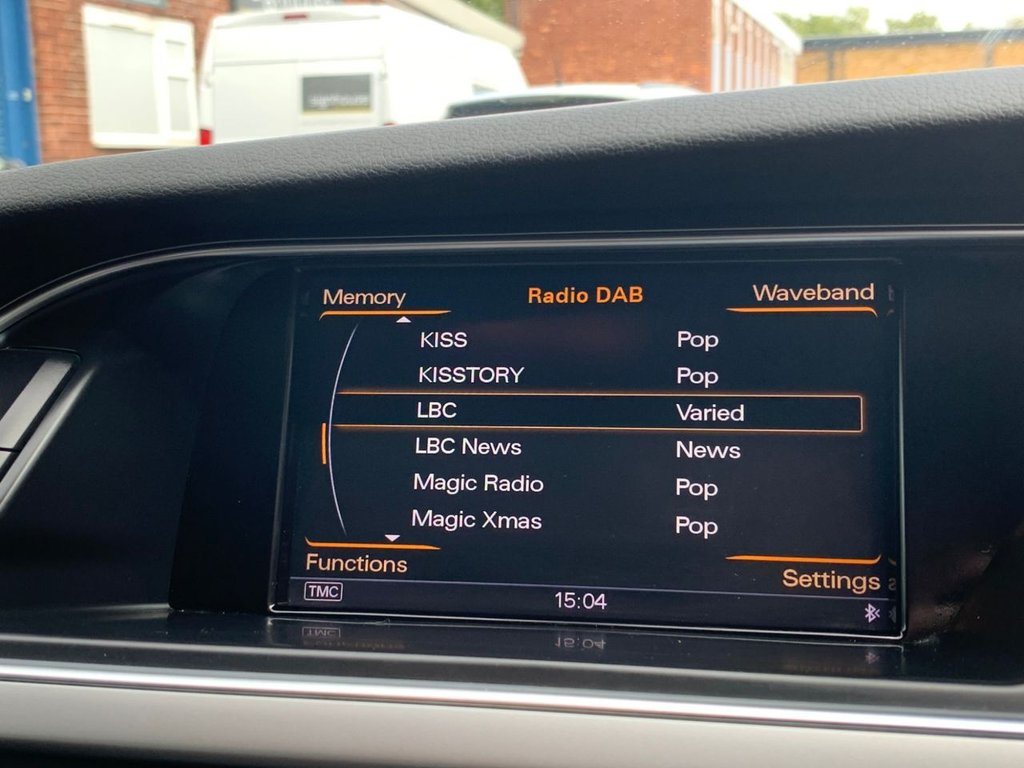 Memory Radio DAB Waveband
KISS Pop
KISSTORY Pop
LBC Varied
LBC News News
Magic Radio Pop
Magic Xmas Pop
Functions Settings
TMC 15:04